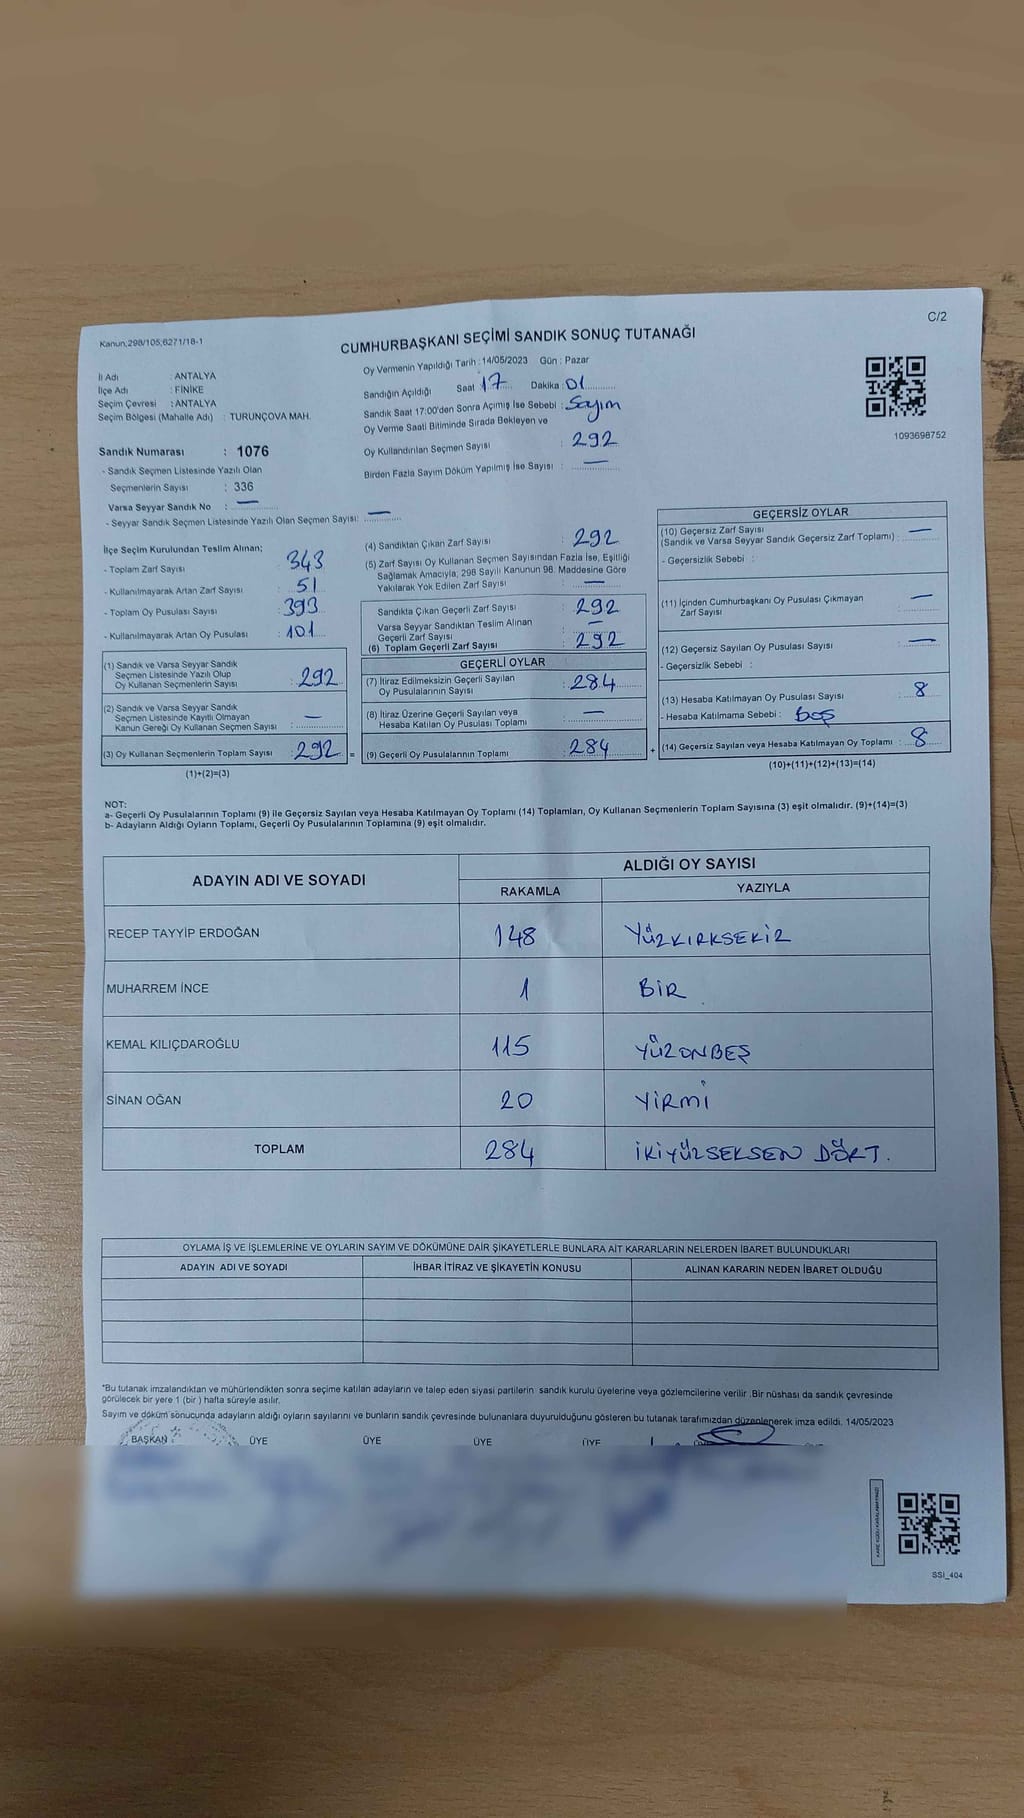 C/2
Kanun,298/105,6271/18-1
CUMHURBAŞKANI SEÇİMİ SANDIK SONUÇ TUTANAĞI
İl Adı : ANTALYA
İlçe Adı : FİNİKE
Seçim Çevresi : ANTALYA
Seçim Bölgesi (Mahalle Adı) : TURUNÇOVA MAH.
Oy Vermenin Yapıldığı Tarih : 14/05/2023 Gün : Pazar
Sandığın Açıldığı Saat 17 Dakika 01
Sandık Saat 17:00'den Sonra Açımış İse Sebebi : Sayım
Oy Verme Saati Bitiminde Sırada Bekleyen ve
Oy Kullandırılan Seçmen Sayısı : 292
Birden Fazla Sayım Döküm Yapılmış İse Sayısı : —
1093698752
Sandık Numarası : 1076
- Sandık Seçmen Listesinde Yazılı Olan
Seçmenlerin Sayısı : 336
Varsa Seyyar Sandık No : —
- Seyyar Sandık Seçmen Listesinde Yazılı Olan Seçmen Sayısı: —
İlçe Seçim Kurulundan Teslim Alınan;
- Toplam Zarf Sayısı : 343
- Kullanılmayarak Artan Zarf Sayısı : 51
- Toplam Oy Pusulası Sayısı : 393
- Kullanılmayarak Artan Oy Pusulası : 101
(1) Sandık ve Varsa Seyyar Sandık
Seçmen Listesinde Yazılı Olup
Oy Kullanan Seçmenlerin Sayısı : 292
(2) Sandık ve Varsa Seyyar Sandık
Seçmen Listesinde Kayıtlı Olmayan
Kanun Gereği Oy Kullanan Seçmen Sayısı : —
(3) Oy Kullanan Seçmenlerin Toplam Sayısı : 292 =
(1)+(2)=(3)
(4) Sandıktan Çıkan Zarf Sayısı : 292
(5) Zarf Sayısı Oy Kullanan Seçmen Sayısından Fazla İse, Eşitliği
Sağlamak Amacıyla; 298 Sayılı Kanunun 98. Maddesine Göre
Yakılarak Yok Edilen Zarf Sayısı : —
Sandıkta Çıkan Geçerli Zarf Sayısı : 292
Varsa Seyyar Sandıktan Teslim Alınan
Geçerli Zarf Sayısı : —
(6) Toplam Geçerli Zarf Sayısı : 292
GEÇERLİ OYLAR
(7) İtiraz Edilmeksizin Geçerli Sayılan
Oy Pusulalarının Sayısı : 284
(8) İtiraz Üzerine Geçerli Sayılan veya
Hesaba Katılan Oy Pusulası Toplamı : —
(9) Geçerli Oy Pusulalarının Toplamı : 284 +
GEÇERSİZ OYLAR
(10) Geçersiz Zarf Sayısı
(Sandık ve Varsa Seyyar Sandık Geçersiz Zarf Toplamı) : —
- Geçersizlik Sebebi :
(11) İçinden Cumhurbaşkanı Oy Pusulası Çıkmayan
Zarf Sayısı : —
(12) Geçersiz Sayılan Oy Pusulası Sayısı : —
- Geçersizlik Sebebi :
(13) Hesaba Katılmayan Oy Pusulası Sayısı : 8
- Hesaba Katılmama Sebebi : boş
(14) Geçersiz Sayılan veya Hesaba Katılmayan Oy Toplamı : 8
(10)+(11)+(12)+(13)=(14)
NOT:
a- Geçerli Oy Pusulalarının Toplamı (9) ile Geçersiz Sayılan veya Hesaba Katılmayan Oy Toplamı (14) Toplamları, Oy Kullanan Seçmenlerin Toplam Sayısına (3) eşit olmalıdır. (9)+(14)=(3)
b- Adayların Aldığı Oyların Toplamı, Geçerli Oy Pusulalarının Toplamına (9) eşit olmalıdır.
ADAYIN ADI VE SOYADI ALDIĞI OY SAYISI
RAKAMLA YAZIYLA
RECEP TAYYİP ERDOĞAN 148 YÜZKIRKSEKİZ
MUHARREM İNCE 1 BİR
KEMAL KILIÇDAROĞLU 115 YÜZONBEŞ
SİNAN OĞAN 20 YİRMİ
TOPLAM 284 İKİYÜZSEKSEN DÖRT.
OYLAMA İŞ VE İŞLEMLERİNE VE OYLARIN SAYIM VE DÖKÜMÜNE DAİR ŞİKAYETLERLE BUNLARA AİT KARARLARIN NELERDEN İBARET BULUNDUKLARI
ADAYIN ADI VE SOYADI İHBAR İTİRAZ VE ŞİKAYETİN KONUSU ALINAN KARARIN NEDEN İBARET OLDUĞU
*Bu tutanak imzalandıktan ve mühürlendikten sonra seçime katılan adayların ve talep eden siyasi partilerin sandık kurulu üyelerine veya gözlemcilerine verilir .Bir nüshası da sandık çevresinde
görülecek bir yere 1 (bir ) hafta süreyle asılır.
Sayım ve döküm sonucunda adayların aldığı oyların sayılarını ve bunların sandık çevresinde bulunanlara duyurulduğunu gösteren bu tutanak tarafımızdan düzenlenerek imza edildi. 14/05/2023
BAŞKAN ÜYE ÜYE ÜYE ÜYE
SSI_404